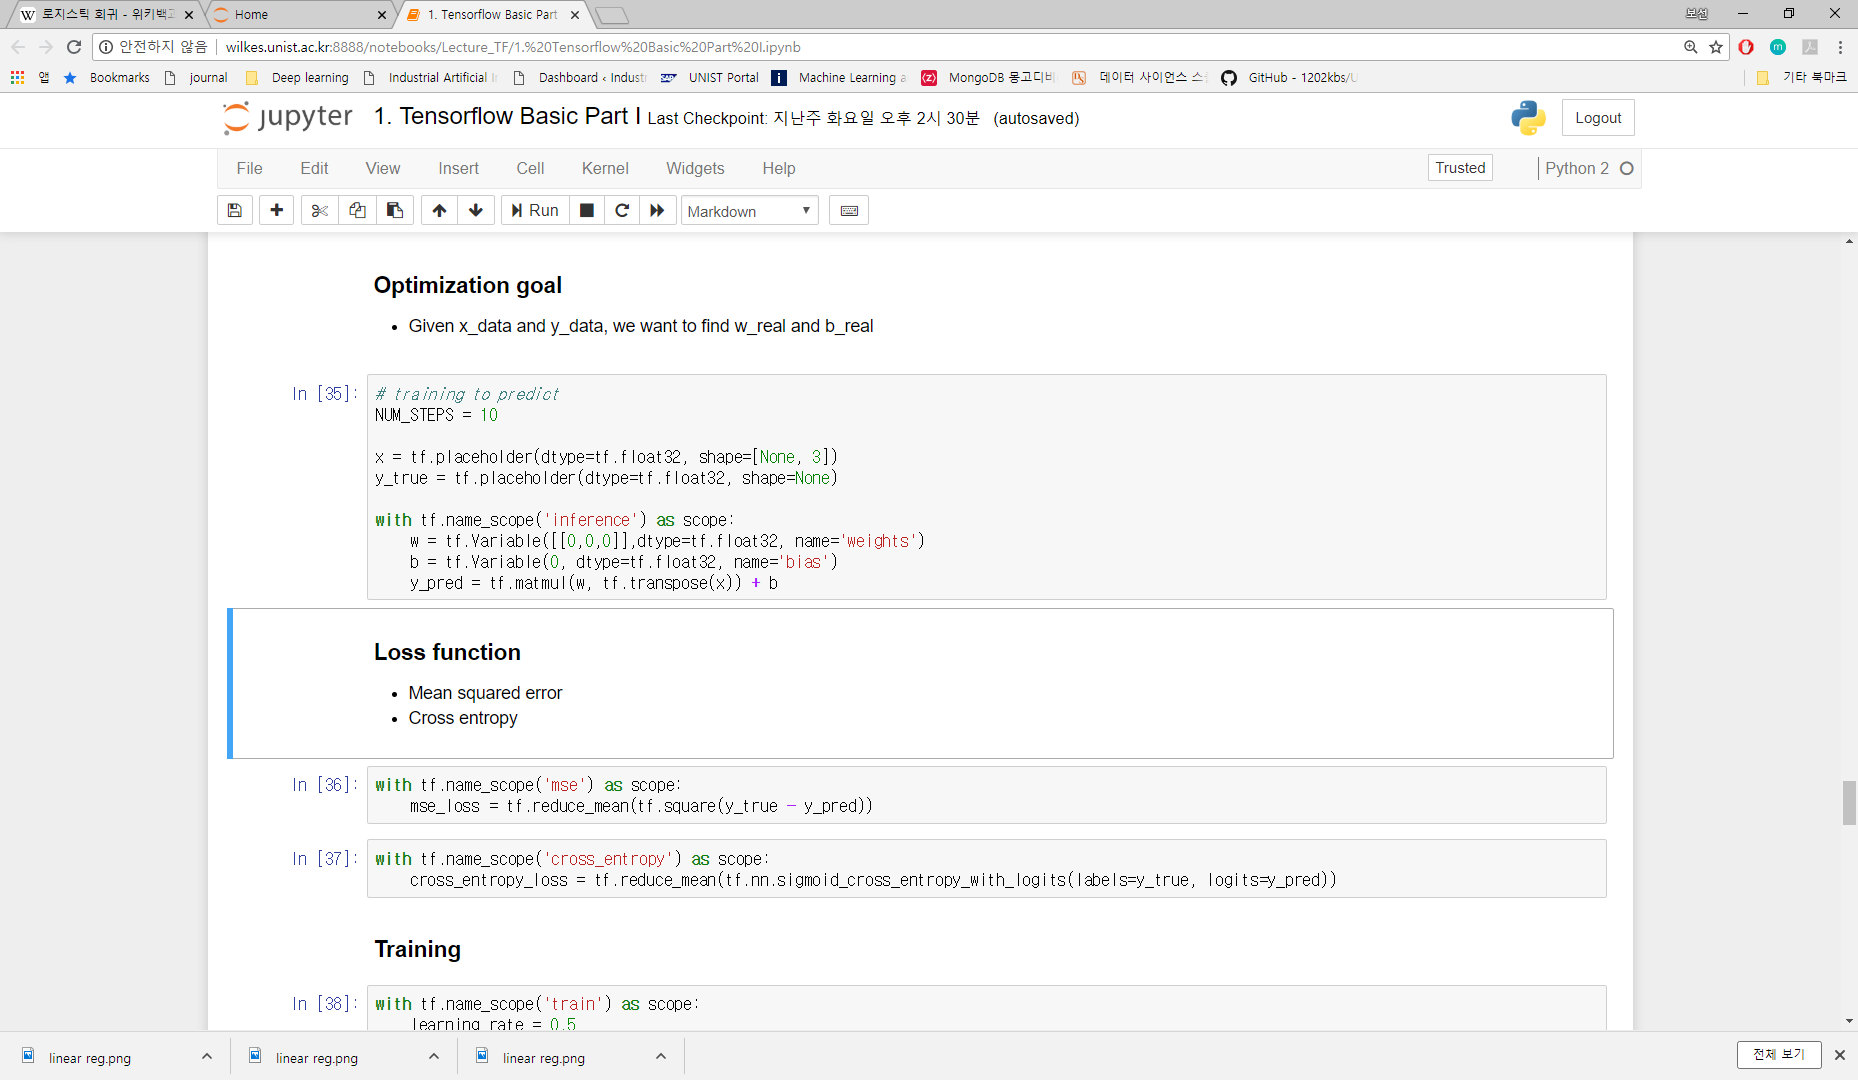 로지스틱 회귀 - 위키백과
Home
1. Tensorflow Basic Part
보선
안전하지 않음
wilkes.unist.ac.kr:8888/notebooks/Lecture_TF/1.%20Tensorflow%20Basic%20Part%20I.ipynb
앱
Bookmarks
journal
Deep learning
Industrial Artificial I
Dashboard ‹ Industr
UNIST Portal
Machine Learning a
MongoDB 몽고디비
데이터 사이언스 스
GitHub - 1202kbs/U
기타 북마크
jupyter 1. Tensorflow Basic Part I Last Checkpoint: 지난주 화요일 오후 2시 30분 (autosaved)
Logout
File Edit View Insert Cell Kernel Widgets Help
Trusted
Python 2
Run
Markdown
Optimization goal
• Given x_data and y_data, we want to find w_real and b_real
In [35]: # training to predict
NUM_STEPS = 10
x = tf.placeholder(dtype=tf.float32, shape=[None, 3])
y_true = tf.placeholder(dtype=tf.float32, shape=None)
with tf.name_scope('inference') as scope:
w = tf.Variable([[0,0,0]],dtype=tf.float32, name='weights')
b = tf.Variable(0, dtype=tf.float32, name='bias')
y_pred = tf.matmul(w, tf.transpose(x)) + b
Loss function
• Mean squared error
• Cross entropy
In [36]: with tf.name_scope('mse') as scope:
mse_loss = tf.reduce_mean(tf.square(y_true - y_pred))
In [37]: with tf.name_scope('cross_entropy') as scope:
cross_entropy_loss = tf.reduce_mean(tf.nn.sigmoid_cross_entropy_with_logits(labels=y_true, logits=y_pred))
Training
In [38]: with tf.name_scope('train') as scope:
learning_rate = 0.5
linear reg.png
linear reg.png
linear reg.png
전체 보기